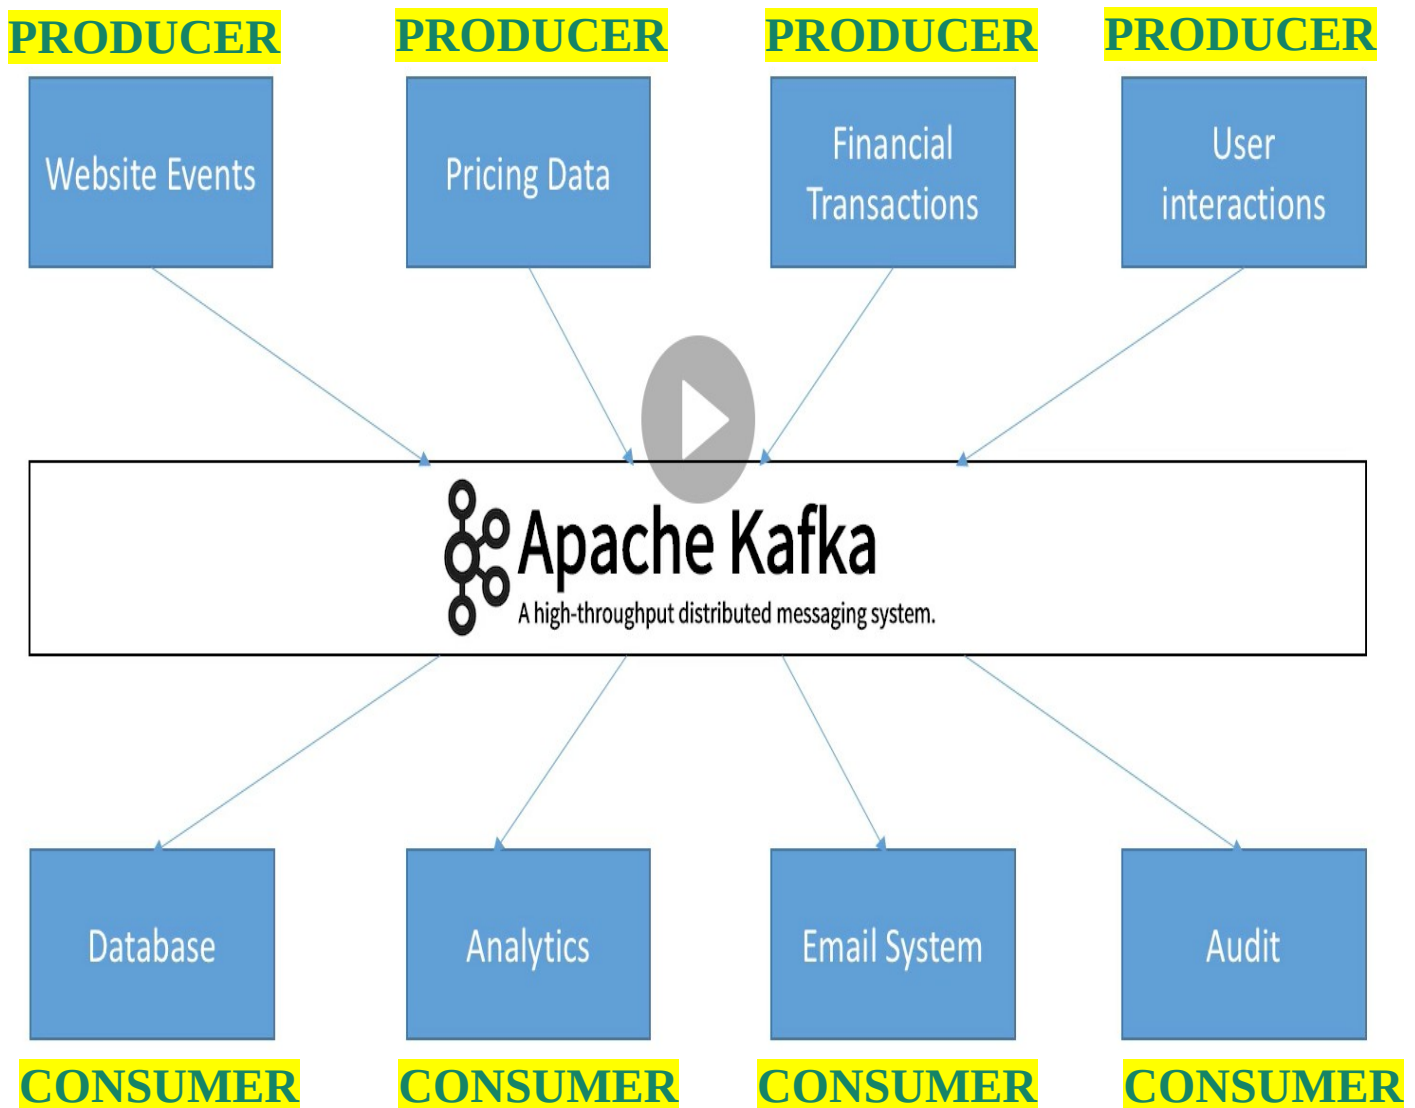 PRODUCER PRODUCER PRODUCER PRODUCER
Website Events
Pricing Data
Financial
Transactions
User
interactions
Apache Kafka
A high-throughput distributed messaging system.
Database
Analytics
Email System
Audit
CONSUMER CONSUMER CONSUMER CONSUMER